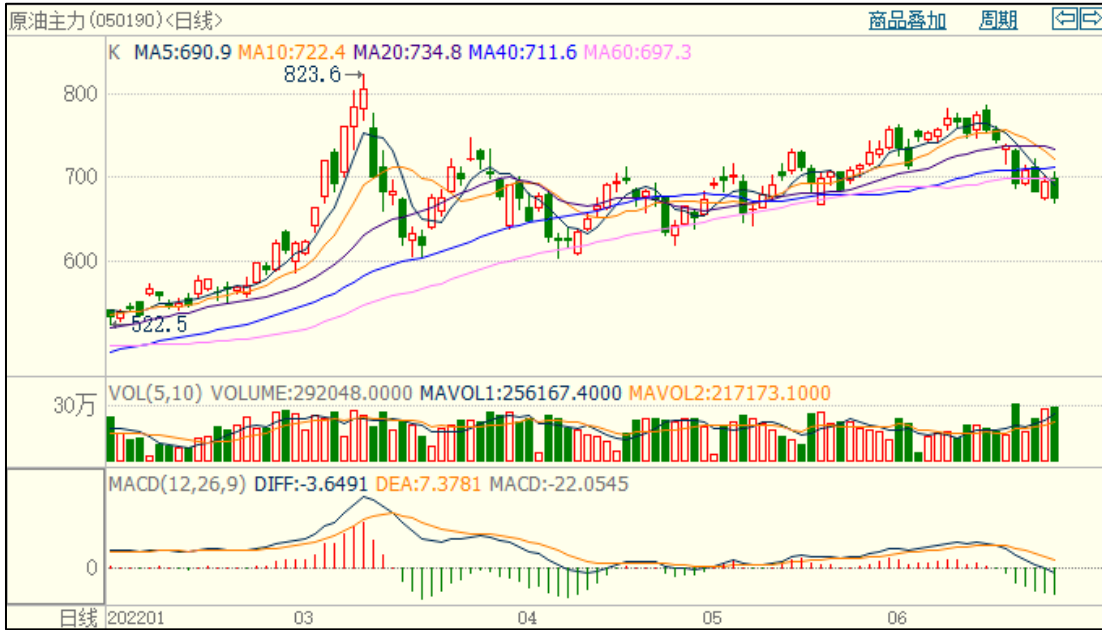 原油主力(050190)<日线> 商品叠加 周期
K MA5:690.9 MA10:722.4 MA20:734.8 MA40:711.6 MA60:697.3
823.6→
800
700
600
←522.5
VOL(5,10) VOLUME:292048.0000 MAVOL1:256167.4000 MAVOL2:217173.1000
30万
MACD(12,26,9) DIFF:-3.6491 DEA:7.3781 MACD:-22.0545
0
日线 202201 03 04 05 06